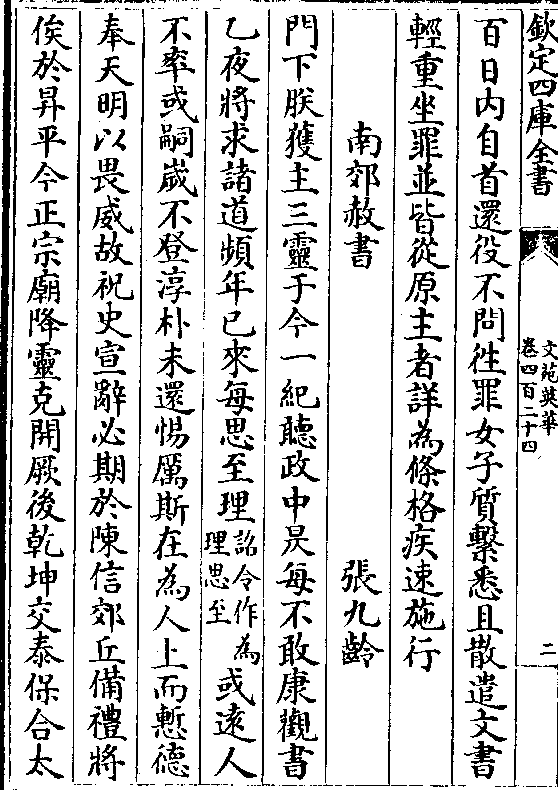 欽定四庫全書
文苑英華
卷四百二十四
二
百日内自首還役不問徃罪女子質繫悉且散遣文書
輕重坐罪並皆從原主者詳為條格疾速施行
南郊赦書 張九齡
門下朕獲主三靈于今一紀聽政中昃每不敢康觀書
乙夜將求諸道頻年已來每思至理詔令作為理思至或逺人
不率或嗣嵗不登淳朴未還惕厲斯在為人上而慙德
奉天明以畏威故祝史宣辭必期於陳信郊丘備禮將
俟於昇平今正宗廟降靈克開厥後乾坤交泰保合太